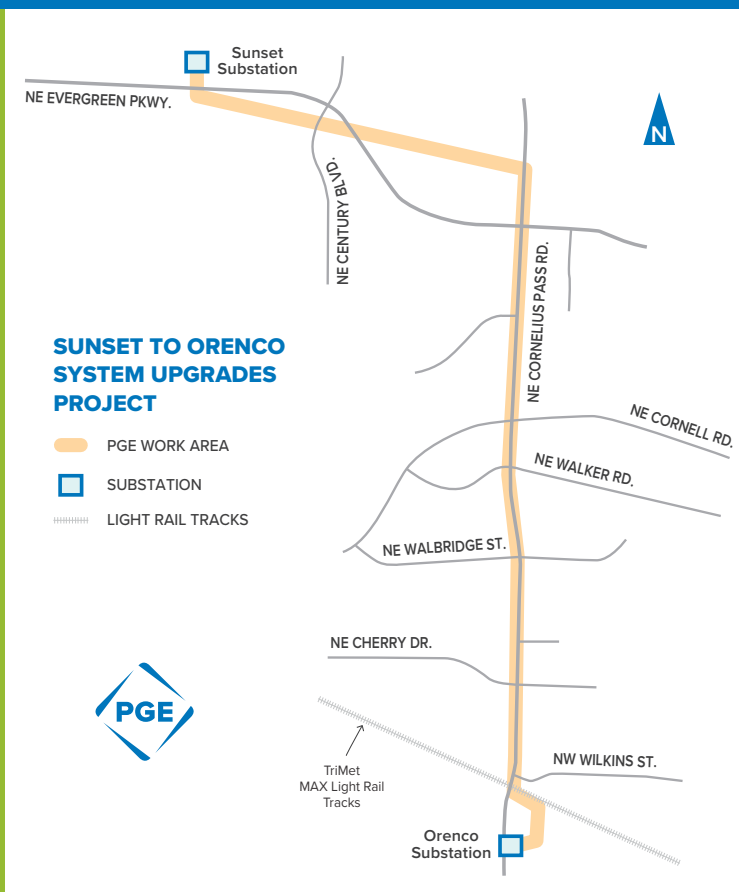 Sunset
Substation
NE EVERGREEN PKWY.
N
NE CENTURY BLVD.
NE CORNELIUS PASS RD.
SUNSET TO ORENCO
SYSTEM UPGRADES
PROJECT
PGE WORK AREA
SUBSTATION
LIGHT RAIL TRACKS
NE CORNELL RD.
NE WALKER RD.
NE WALBRIDGE ST.
NE CHERRY DR.
PGE
TriMet
MAX Light Rail
Tracks
NW WILKINS ST.
Orenco
Substation